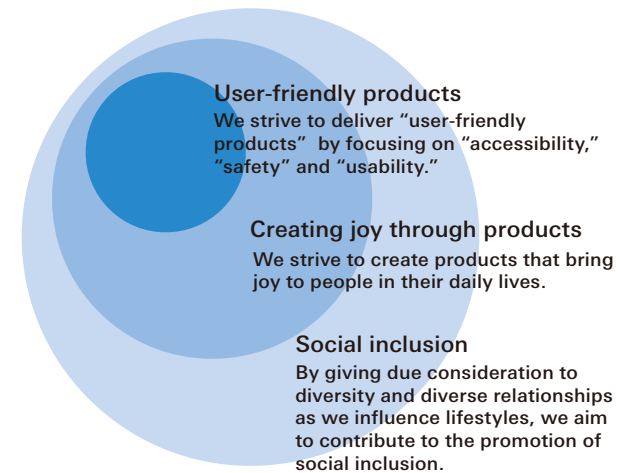 User-friendly products
We strive to deliver “user-friendly
products”  by focusing on “accessibility,”
“safety” and “usability.”
Creating joy through products
We strive to create products that bring
joy to people in their daily lives.
Social inclusion
By giving due consideration to
diversity and diverse relationships
as we influence lifestyles, we aim
to contribute to the promotion of
social inclusion.